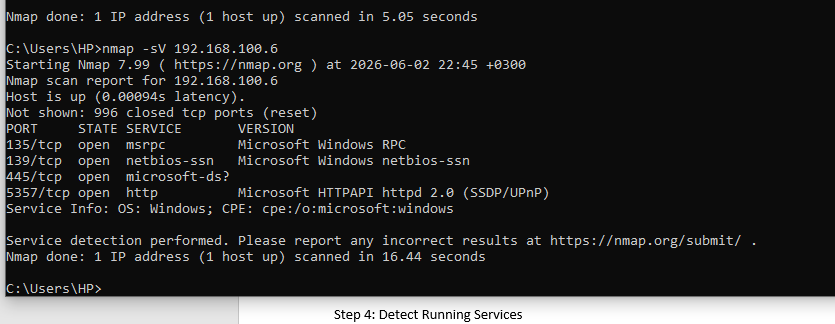 Nmap done: 1 IP address (1 host up) scanned in 5.05 seconds
C:\Users\HP>nmap -sV 192.168.100.6
Starting Nmap 7.99 ( https://nmap.org ) at 2026-06-02 22:45 +0300
Nmap scan report for 192.168.100.6
Host is up (0.00094s latency).
Not shown: 996 closed tcp ports (reset)
PORT     STATE SERVICE       VERSION
135/tcp  open  msrpc         Microsoft Windows RPC
139/tcp  open  netbios-ssn   Microsoft Windows netbios-ssn
445/tcp  open  microsoft-ds?
5357/tcp open  http          Microsoft HTTPAPI httpd 2.0 (SSDP/UPnP)
Service Info: OS: Windows; CPE: cpe:/o:microsoft:windows
Service detection performed. Please report any incorrect results at https://nmap.org/submit/ .
Nmap done: 1 IP address (1 host up) scanned in 16.44 seconds
C:\Users\HP>
Step 4: Detect Running Services